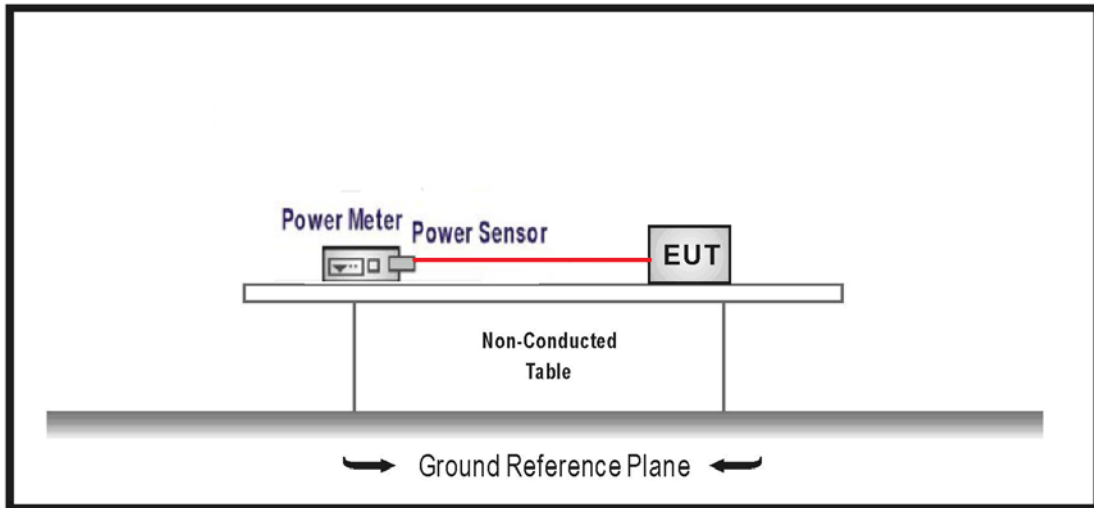 Power Meter
Power Sensor
EUT
Non-Conducted
Table
Ground Reference Plane